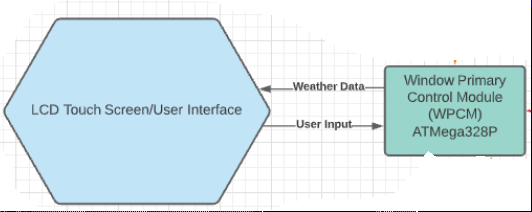 LCD Touch Screen/User Interface
Weather Data
User Input
Window Primary
Control Module
(WPCM)
ATMega328P